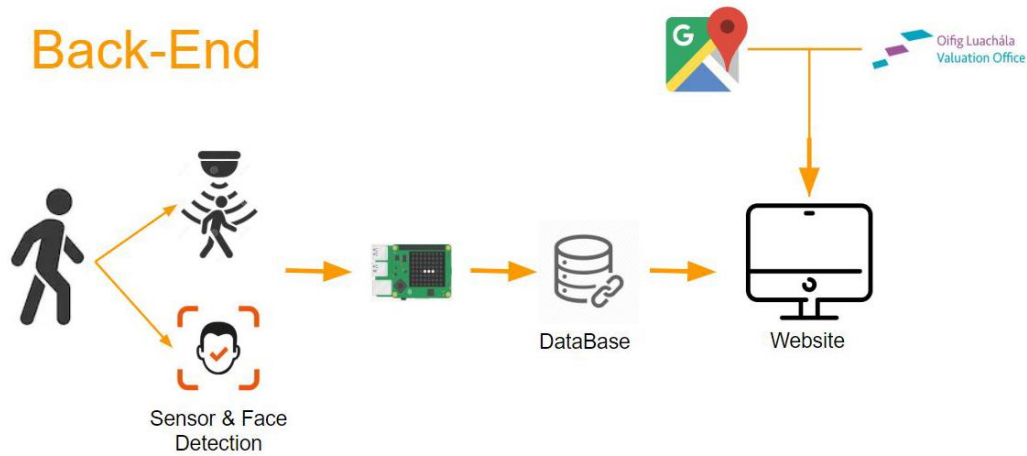 Back-End
G
Oifig Luachála
Valuation Office
DataBase
Website
Sensor & Face
Detection